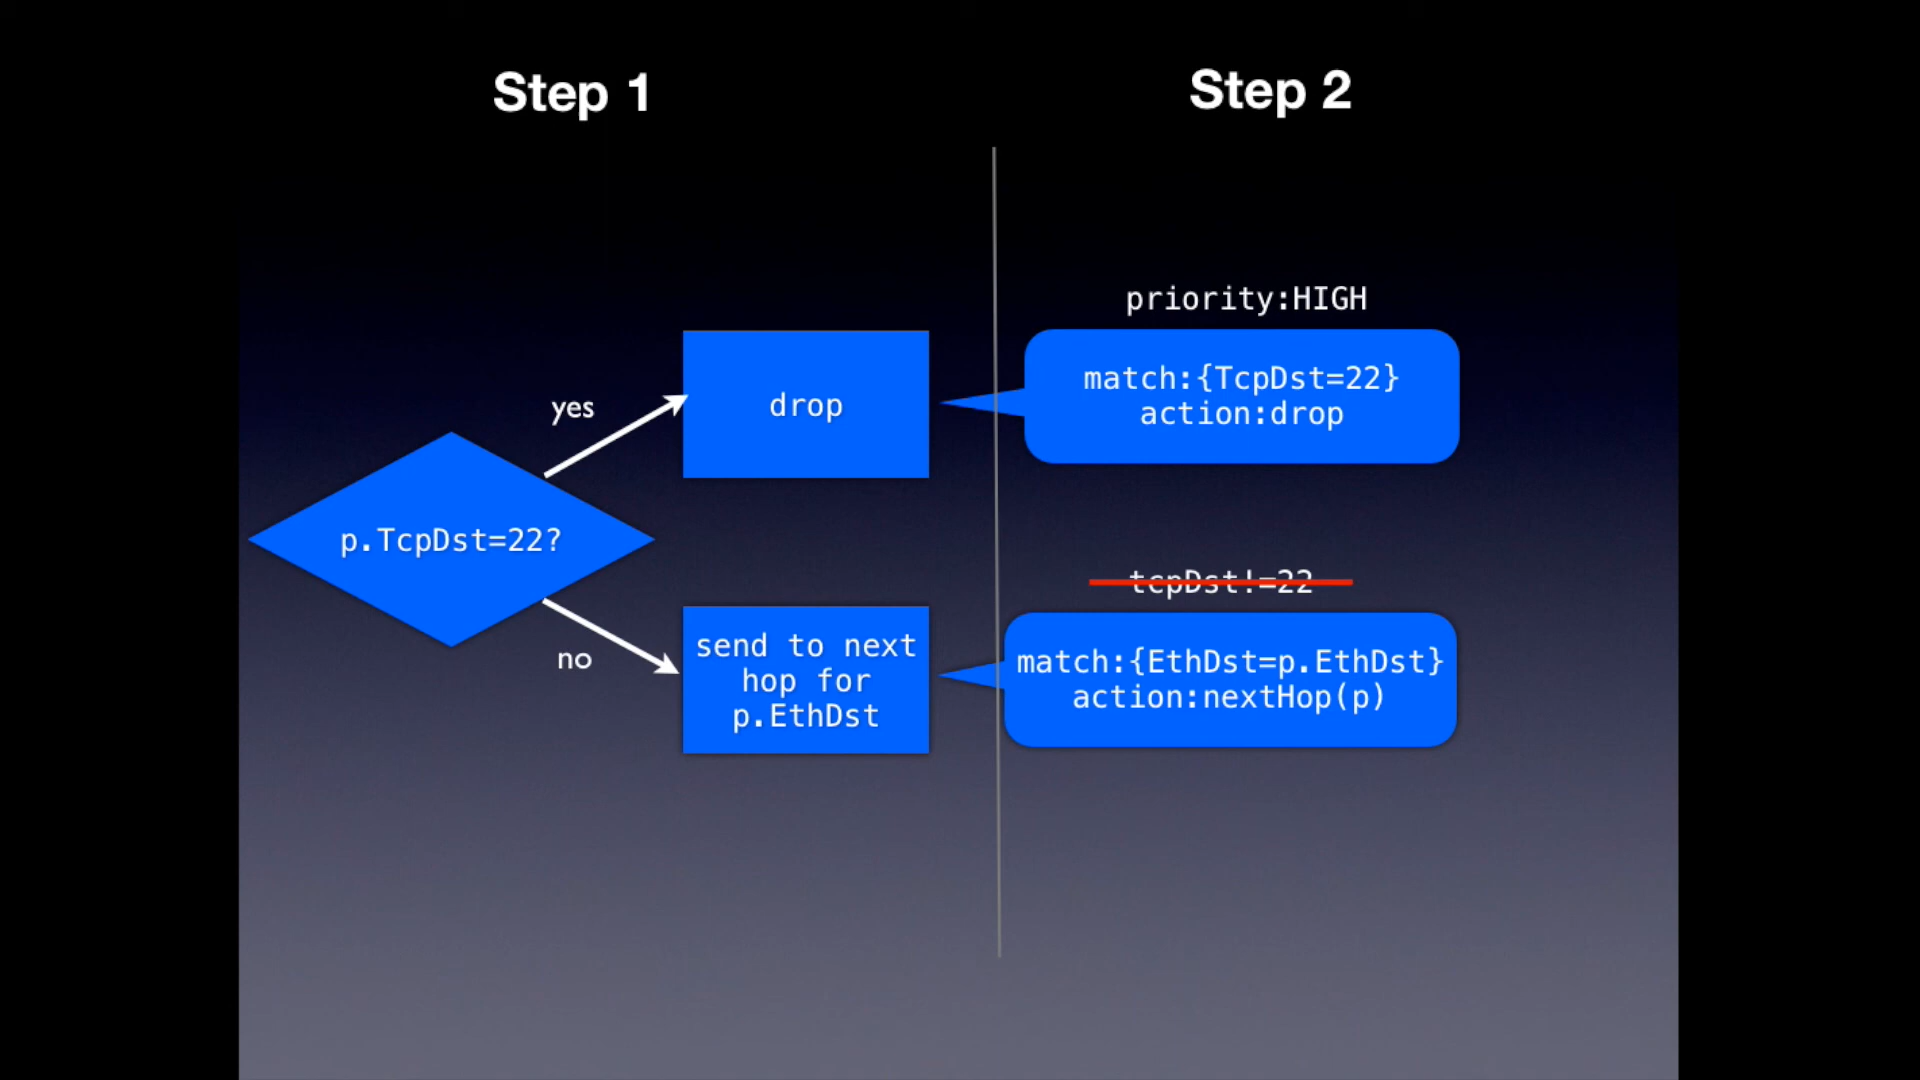 Step 1
Step 2
p.TcpDst=22?
yes
drop
no
send to next
hop for
p.EthDst
priority:HIGH
match:{TcpDst=22}
action:drop
tcpDst!=22
match:{EthDst=p.EthDst}
action:nextHop(p)